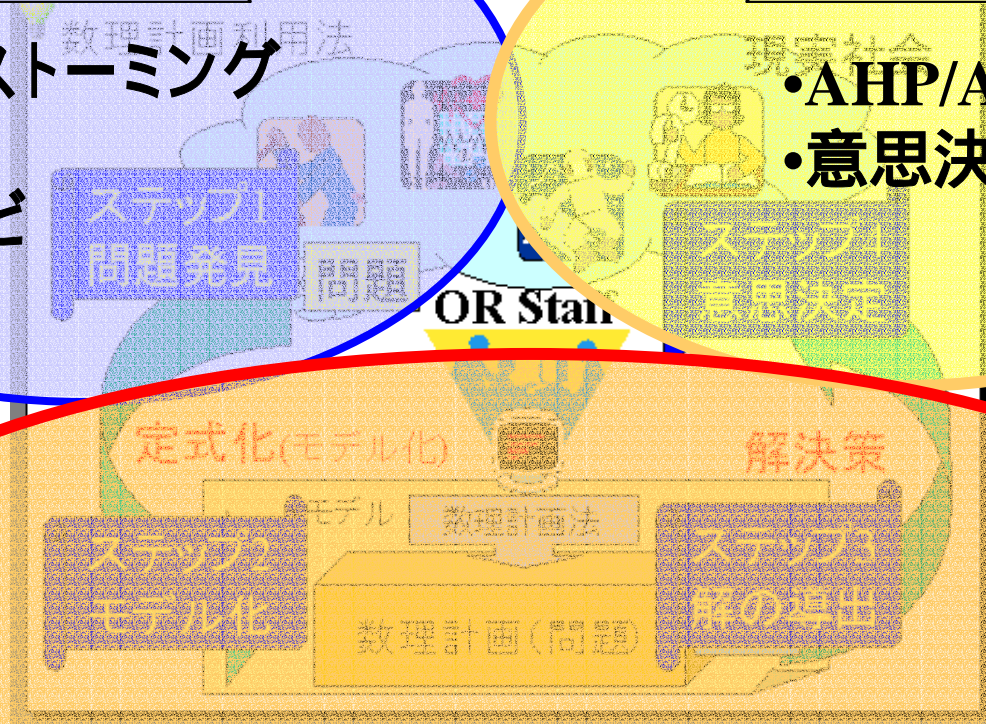 数理計画利用法
ストーミング
現実社会
•AHP/A
•意思決
ステップ1
問題発見
問題
ビ
ステップ4
意思決定
OR Staff
定式化(モデル化)
解決策
モデル
数理計画法
ステップ2
モデル化
ステップ3
解の導出
数理計画(問題)